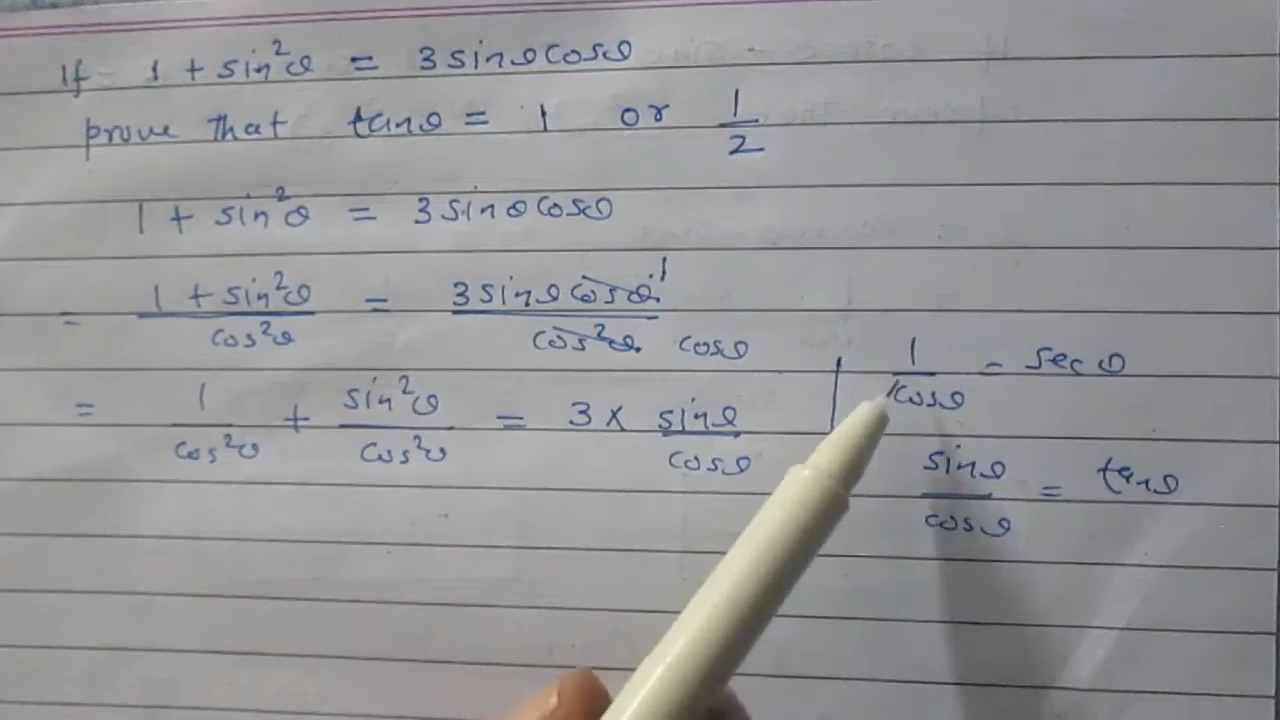 If 1 + sin²θ = 3 sinθ cosθ
prove that tanθ = 1 or 1/2
1 + sin²θ = 3 sinθ cosθ
= (1 + sin²θ)/cos²θ = (3 sinθ cosθ 1)/(cos²θ cosθ)
= 1/cos²θ + sin²θ/cos²θ = 3 × sinθ/cosθ
1/cosθ = secθ
sinθ/cosθ = tanθ